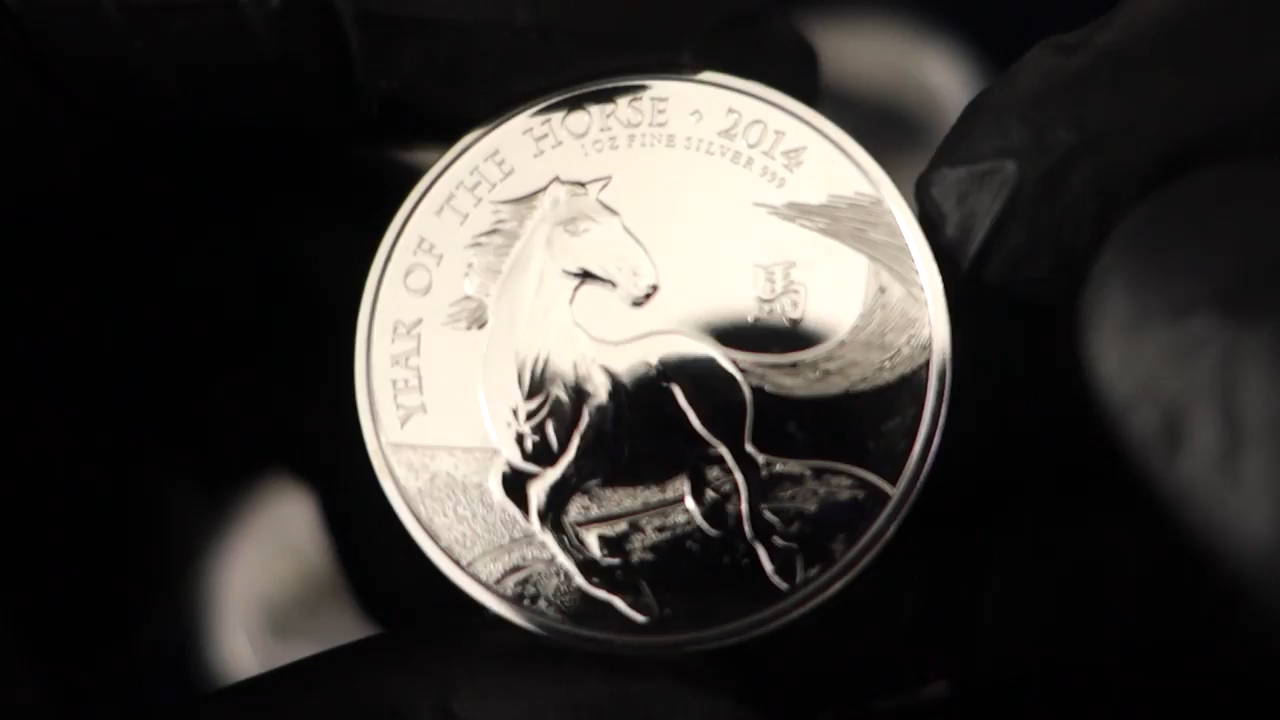 YEAR OF THE HORSE · 2014
1OZ FINE SILVER 999
馬